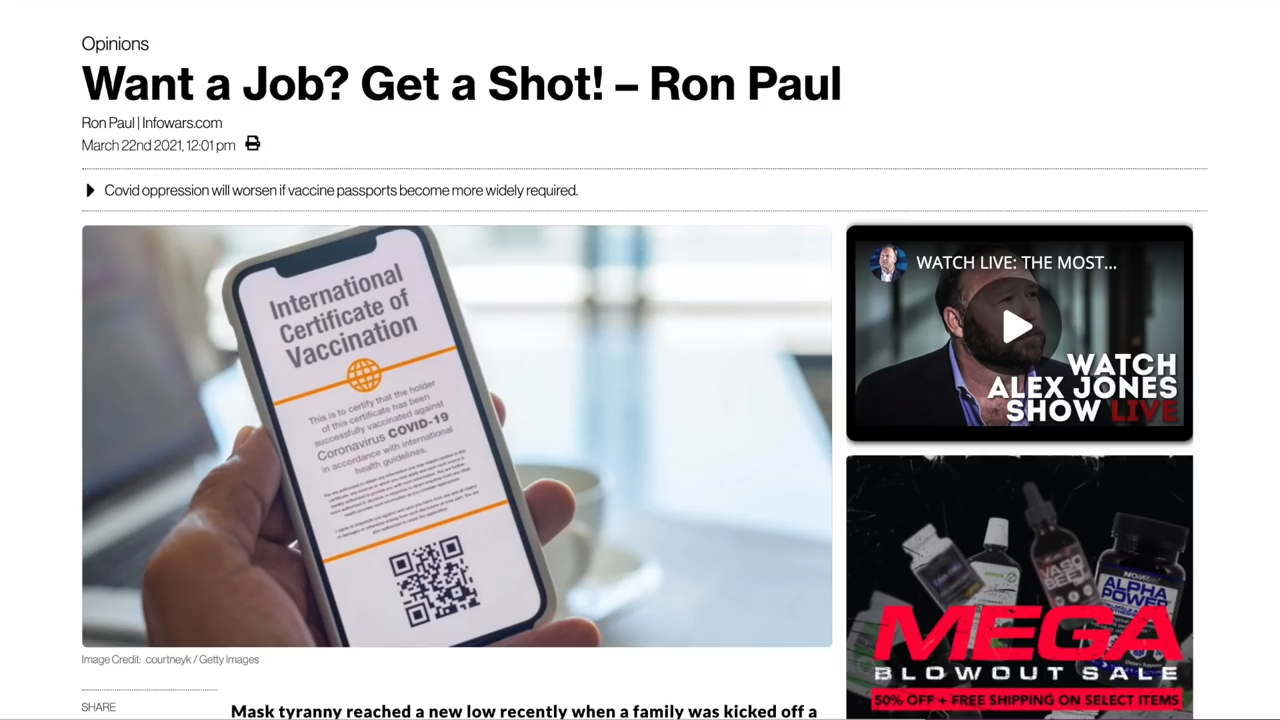 Opinions
Want a Job? Get a Shot! – Ron Paul
Ron Paul | Infowars.com
March 22nd 2021, 12:01 pm
Covid oppression will worsen if vaccine passports become more widely required.
International
Certificate of
Vaccination
This is to certify that the holder
of this certificate has been
successfully vaccinated against
Coronavirus COVID-19
in accordance with international
health guidelines.
WATCH LIVE: THE MOST...
WATCH
ALEX JONES
SHOW LIVE
INFOWARS
ALPHA
POWER
MEGA
BLOWOUT SALE
50% OFF + FREE SHIPPING ON SELECT ITEMS
Image Credit: courtneyk / Getty Images
SHARE
Mask tyranny reached a new low recently when a family was kicked off a